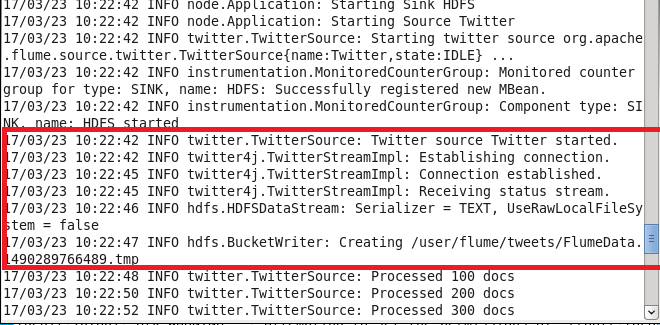 17/03/23 10:22:42 INFO node.Application: Starting Sink HDFS
17/03/23 10:22:42 INFO node.Application: Starting Source Twitter
17/03/23 10:22:42 INFO twitter.TwitterSource: Starting twitter source org.apache
.flume.source.twitter.TwitterSource{name:Twitter,state:IDLE} ...
17/03/23 10:22:42 INFO instrumentation.MonitoredCounterGroup: Monitored counter
group for type: SINK, name: HDFS: Successfully registered new MBean.
17/03/23 10:22:42 INFO instrumentation.MonitoredCounterGroup: Component type: SI
NK, name: HDFS started
17/03/23 10:22:42 INFO twitter.TwitterSource: Twitter source Twitter started.
17/03/23 10:22:42 INFO twitter4j.TwitterStreamImpl: Establishing connection.
17/03/23 10:22:45 INFO twitter4j.TwitterStreamImpl: Connection established.
17/03/23 10:22:45 INFO twitter4j.TwitterStreamImpl: Receiving status stream.
17/03/23 10:22:46 INFO hdfs.HDFSDataStream: Serializer = TEXT, UseRawLocalFileSy
stem = false
17/03/23 10:22:47 INFO hdfs.BucketWriter: Creating /user/flume/tweets/FlumeData.
1490289766489.tmp
17/03/23 10:22:48 INFO twitter.TwitterSource: Processed 100 docs
17/03/23 10:22:50 INFO twitter.TwitterSource: Processed 200 docs
17/03/23 10:22:52 INFO twitter.TwitterSource: Processed 300 docs